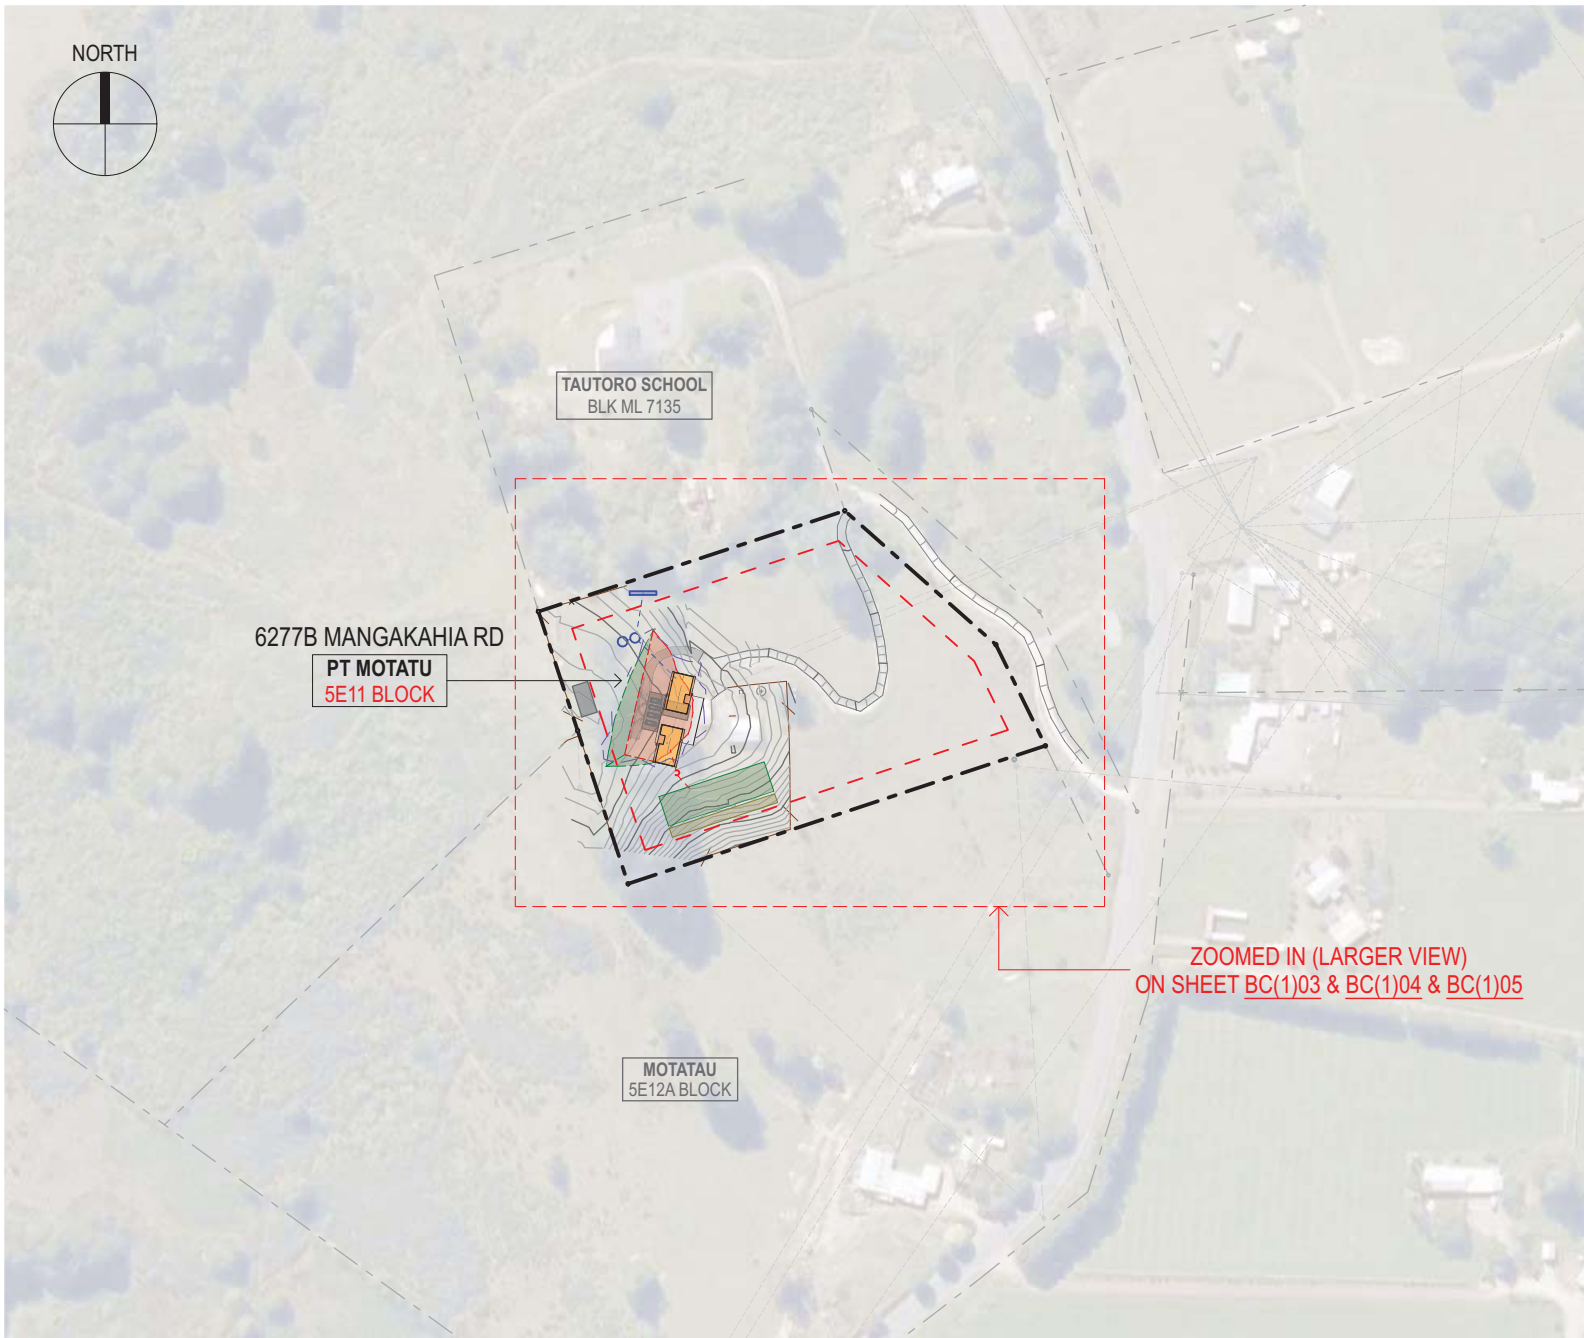 NORTH
TAUTORO SCHOOL
BLK ML 7135
6277B MANGAKAHIA RD
PT MOTATU
5E11 BLOCK
ZOOMED IN (LARGER VIEW)
ON SHEET BC(1)03 & BC(1)04 & BC(1)05
MOTATAU
5E12A BLOCK